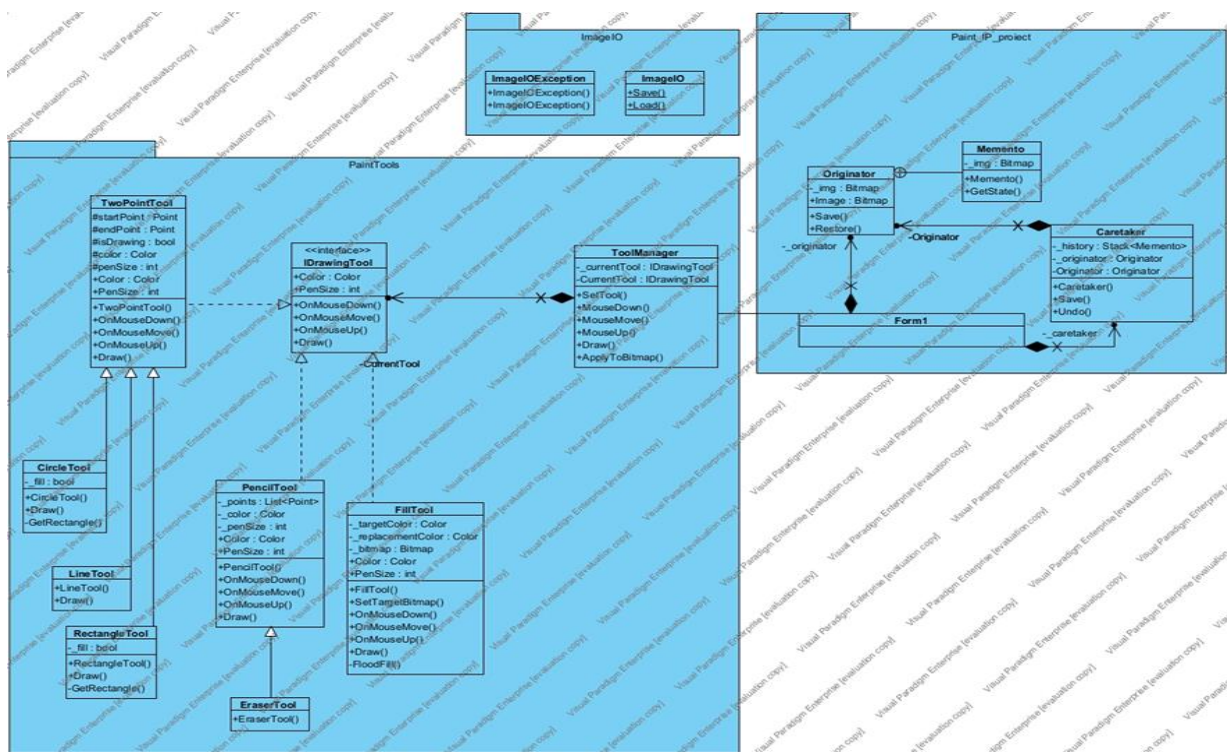 ImageIO
ImageIOException
+ImageIOException()
+ImageIOException()
ImageIO
+Save()
+Load()
Paint_IP_proiect
Memento
-_img : Bitmap
+Memento()
+GetState()
Originator
-_img : Bitmap
+Image : Bitmap
+Save()
+Restore()
-_originator
-Originator
Caretaker
-_history : Stack<Memento>
-_originator : Originator
-Originator : Originator
+Caretaker()
+Save()
+Undo()
Form1
-_caretaker
PaintTools
TwoPointTool
#startPoint : Point
#endPoint : Point
#isDrawing : bool
#color : Color
#penSize : int
+Color : Color
+PenSize : int
+TwoPointTool()
+OnMouseDown()
+OnMouseMove()
+OnMouseUp()
+Draw()
<<interface>>
IDrawingTool
+Color : Color
+PenSize : int
+OnMouseDown()
+OnMouseMove()
+OnMouseUp()
+Draw()
-CurrentTool
ToolManager
-_currentTool : IDrawingTool
-CurrentTool : IDrawingTool
+SetTool()
+MouseDown()
+MouseMove()
+MouseUp()
+Draw()
+ApplyToBitmap()
CircleTool
-_fill : bool
+CircleTool()
+Draw()
-GetRectangle()
LineTool
+LineTool()
+Draw()
RectangleTool
-_fill : bool
+RectangleTool()
+Draw()
-GetRectangle()
PencilTool
-_points : List<Point>
-_color : Color
-_penSize : int
+Color : Color
+PenSize : int
+PencilTool()
+OnMouseDown()
+OnMouseMove()
+OnMouseUp()
+Draw()
EraserTool
+EraserTool()
FillTool
-_targetColor : Color
-_replacementColor : Color
-_bitmap : Bitmap
+Color : Color
+PenSize : int
+FillTool()
+SetTargetBitmap()
+OnMouseDown()
+OnMouseMove()
+OnMouseUp()
+Draw()
-FloodFill()
Visual Paradigm Enterprise [evaluation copy]